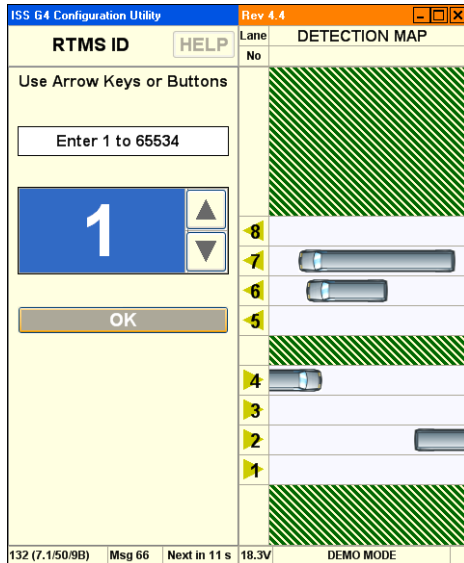 ISS G4 Configuration Utility
Rev 4.4
RTMS ID
HELP
Lane
No
DETECTION MAP
Use Arrow Keys or Buttons
Enter 1 to 65534
1
OK
8
7
6
5
4
3
2
1
132 (7.1/50/9B)
Msg 66
Next in 11 s
18.3V
DEMO MODE